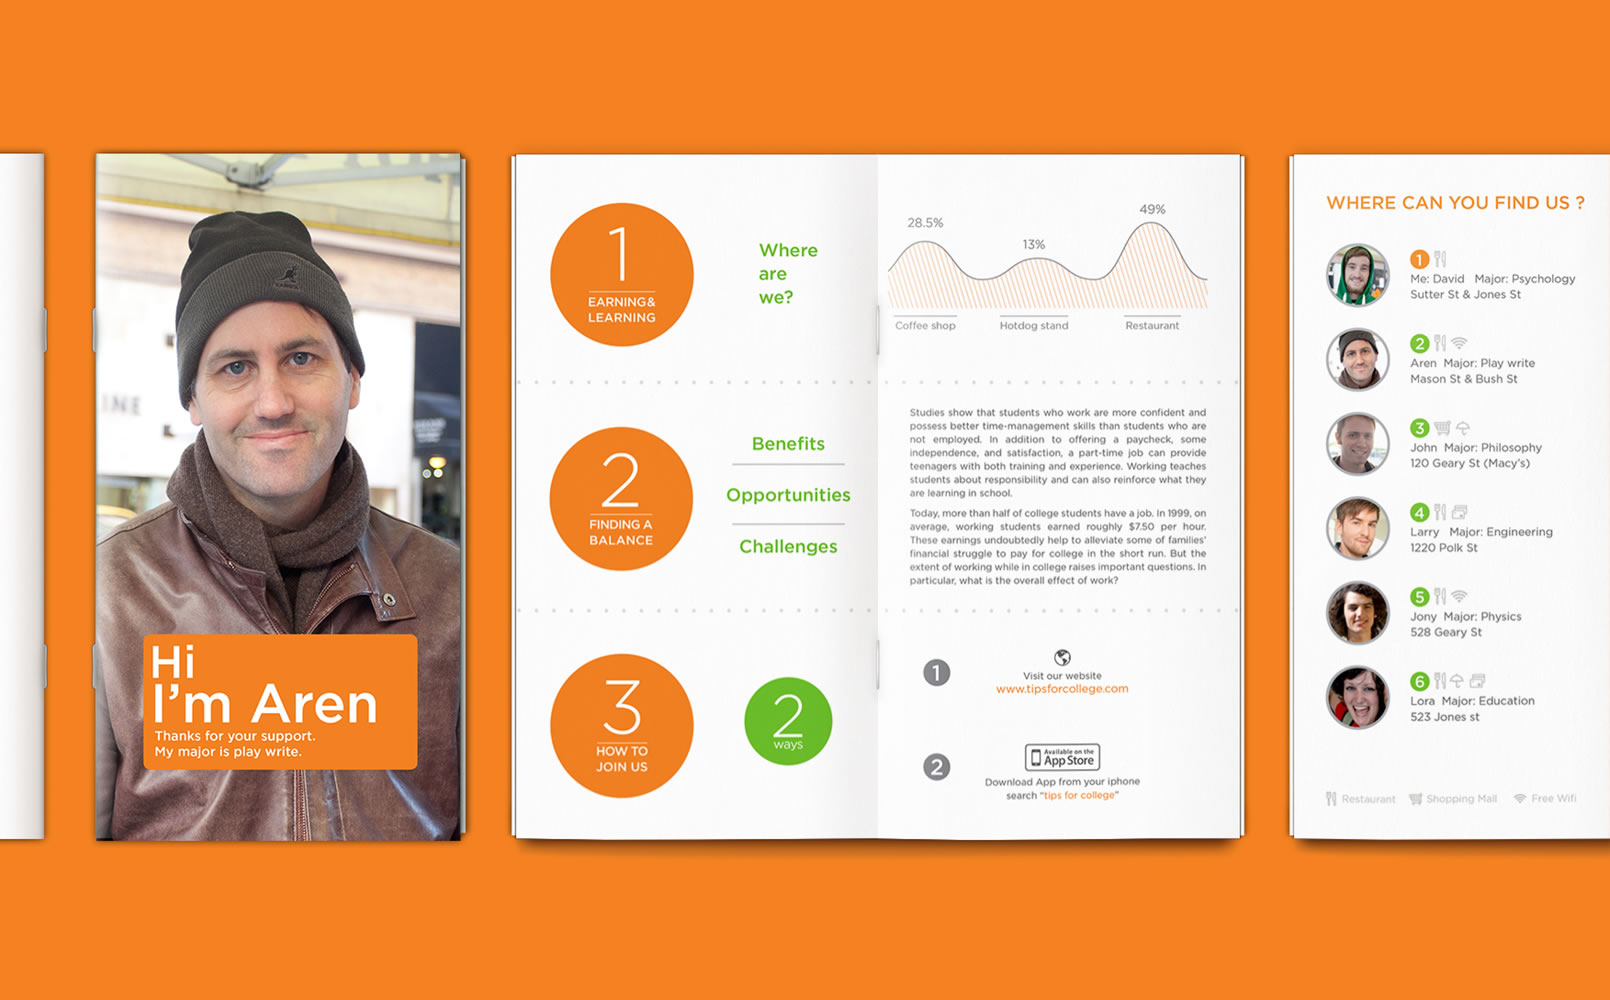 INE
KANGOL
Hi
I'm Aren
Thanks for your support.
My major is play write.
1
EARNING&
LEARNING
Where
are
we?
2
FINDING A
BALANCE
Benefits
Opportunities
Challenges
3
HOW TO
JOIN US
2
ways
28.5%
13%
49%
Coffee shop
Hotdog stand
Restaurant
Studies show that students who work are more confident and
possess better time-management skills than students who are
not employed. In addition to offering a paycheck, some
independence, and satisfaction, a part-time job can provide
teenagers with both training and experience. Working teaches
students about responsibility and can also reinforce what they
are learning in school.
Today, more than half of college students have a job. In 1999, on
average, working students earned roughly $7.50 per hour.
These earnings undoubtedly help to alleviate some of families'
financial struggle to pay for college in the short run. But the
extent of working while in college raises important questions. In
particular, what is the overall effect of work?
1
Visit our website
www.tipsforcollege.com
2
Available on the
App Store
Download App from your iphone
search "tips for college"
WHERE CAN YOU FIND US ?
1
Me: David Major: Psychology
Sutter St & Jones St
2
Aren Major: Play write
Mason St & Bush St
3
John Major: Philosophy
120 Geary St (Macy's)
4
Larry Major: Engineering
1220 Polk St
5
Jony Major: Physics
528 Geary St
6
Lora Major: Education
523 Jones st
Restaurant Shopping Mall Free Wifi